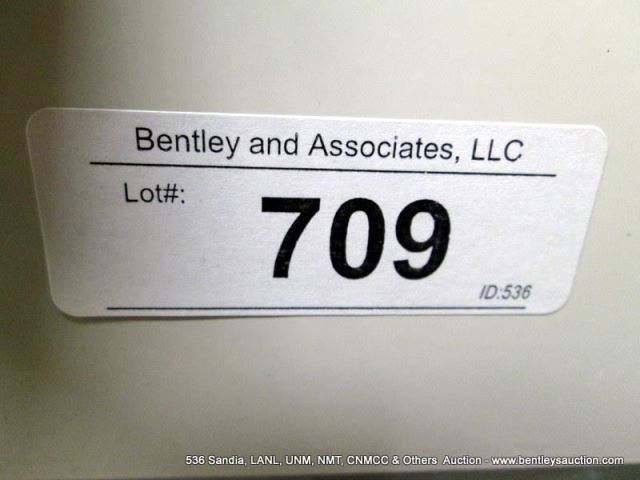 Bentley and Associates, LLC
Lot#:
709
ID:536
536 Sandia, LANL, UNM, NMT, CNMCC & Others Auction - www.bentleysauction.com